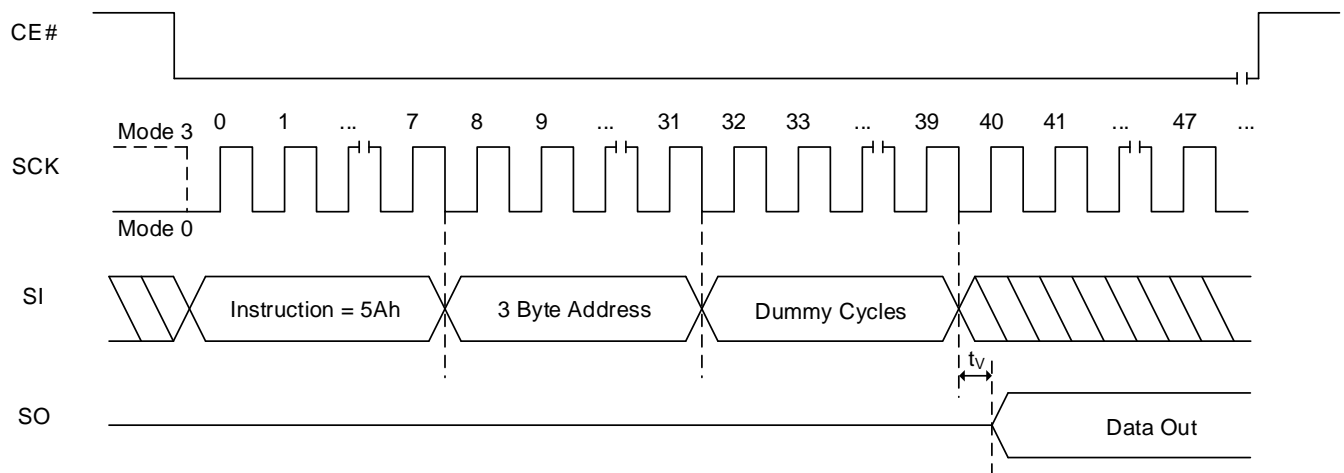 CE#
0 1 ... 7 8 9 ... 31 32 33 ... 39 40 41 ... 47 ...
Mode 3
SCK
Mode 0
SI
Instruction = 5Ah
3 Byte Address
Dummy Cycles
tV
SO
Data Out